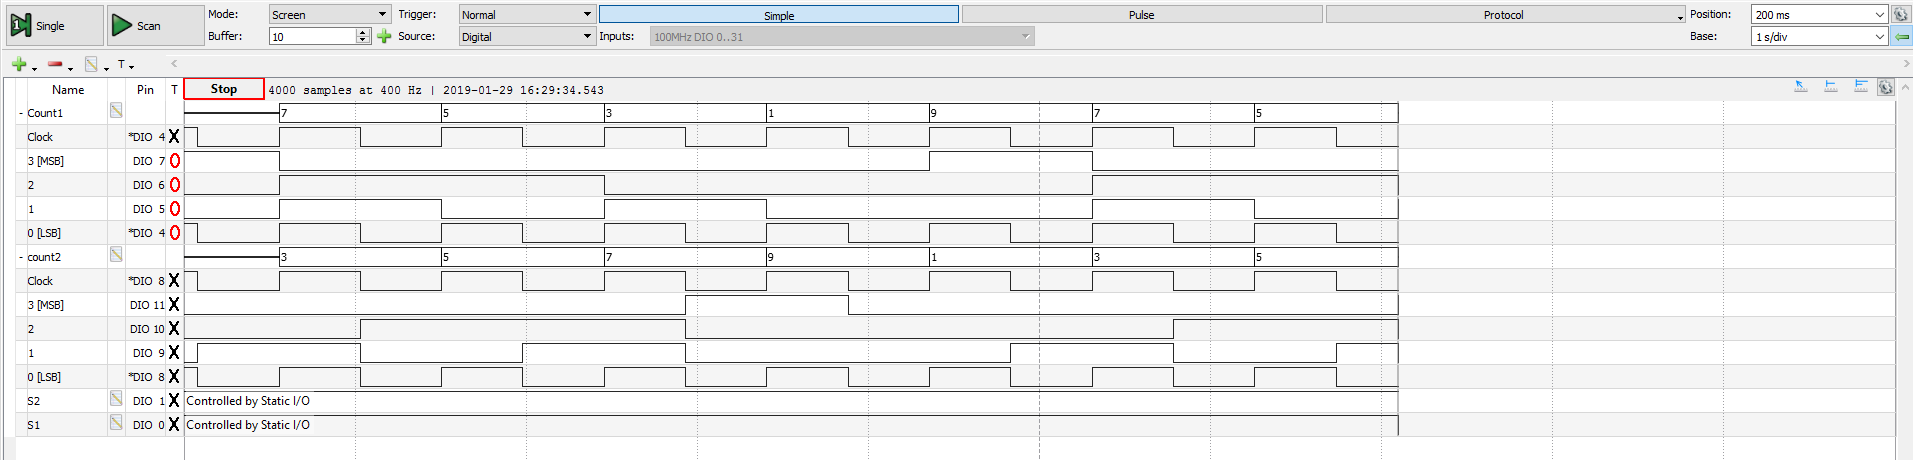 1 Single
Scan
Mode: Screen Trigger: Normal Simple Pulse Protocol Position: 200 ms
Buffer: 10 Source: Digital Inputs: 100MHz DIO 0..31 Base: 1 s/div
T
Name Pin T Stop 4000 samples at 400 Hz | 2019-01-29 16:29:34.543
- Count1 7 5 3 1 9 7 5
Clock *DIO 4 X
3 [MSB] DIO 7 0
2 DIO 6 0
1 DIO 5 0
0 [LSB] *DIO 4 0
- count2 3 5 7 9 1 3 5
Clock *DIO 8 X
3 [MSB] DIO 11 X
2 DIO 10 X
1 DIO 9 X
0 [LSB] *DIO 8 X
S2 DIO 1 X Controlled by Static I/O
S1 DIO 0 X Controlled by Static I/O